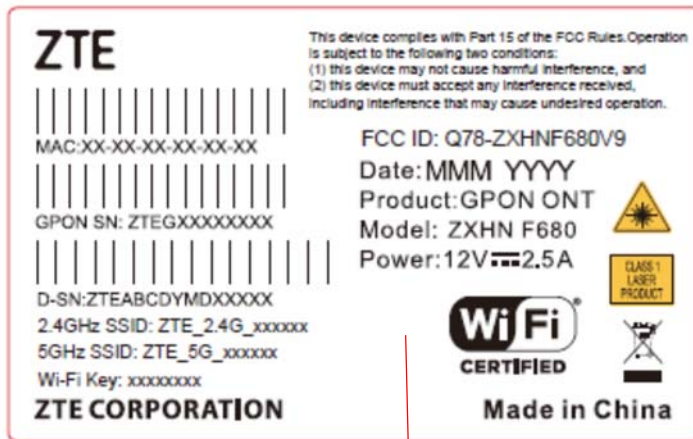 ZTE
MAC:XX-XX-XX-XX-XX-XX
GPON SN: ZTEGXXXXXXXX
D-SN:ZTEABCDYMDXXXXX
2.4GHz SSID: ZTE_2.4G_xxxxxx
5GHz SSID: ZTE_5G_xxxxxx
Wi-Fi Key: xxxxxxxx
ZTE CORPORATION
This device complies with Part 15 of the FCC Rules.Operation
is subject to the following two conditions:
(1) this device may not cause harmful interference, and
(2) this device must accept any interference received,
including interference that may cause undesired operation.
FCC ID: Q78-ZXHNF680V9
Date:MMM YYYY
Product:GPON ONT
Model: ZXHN F680
Power:12V⎓2.5A
CLASS 1
LASER
PRODUCT
Wi Fi®
CERTIFIED
Made in China